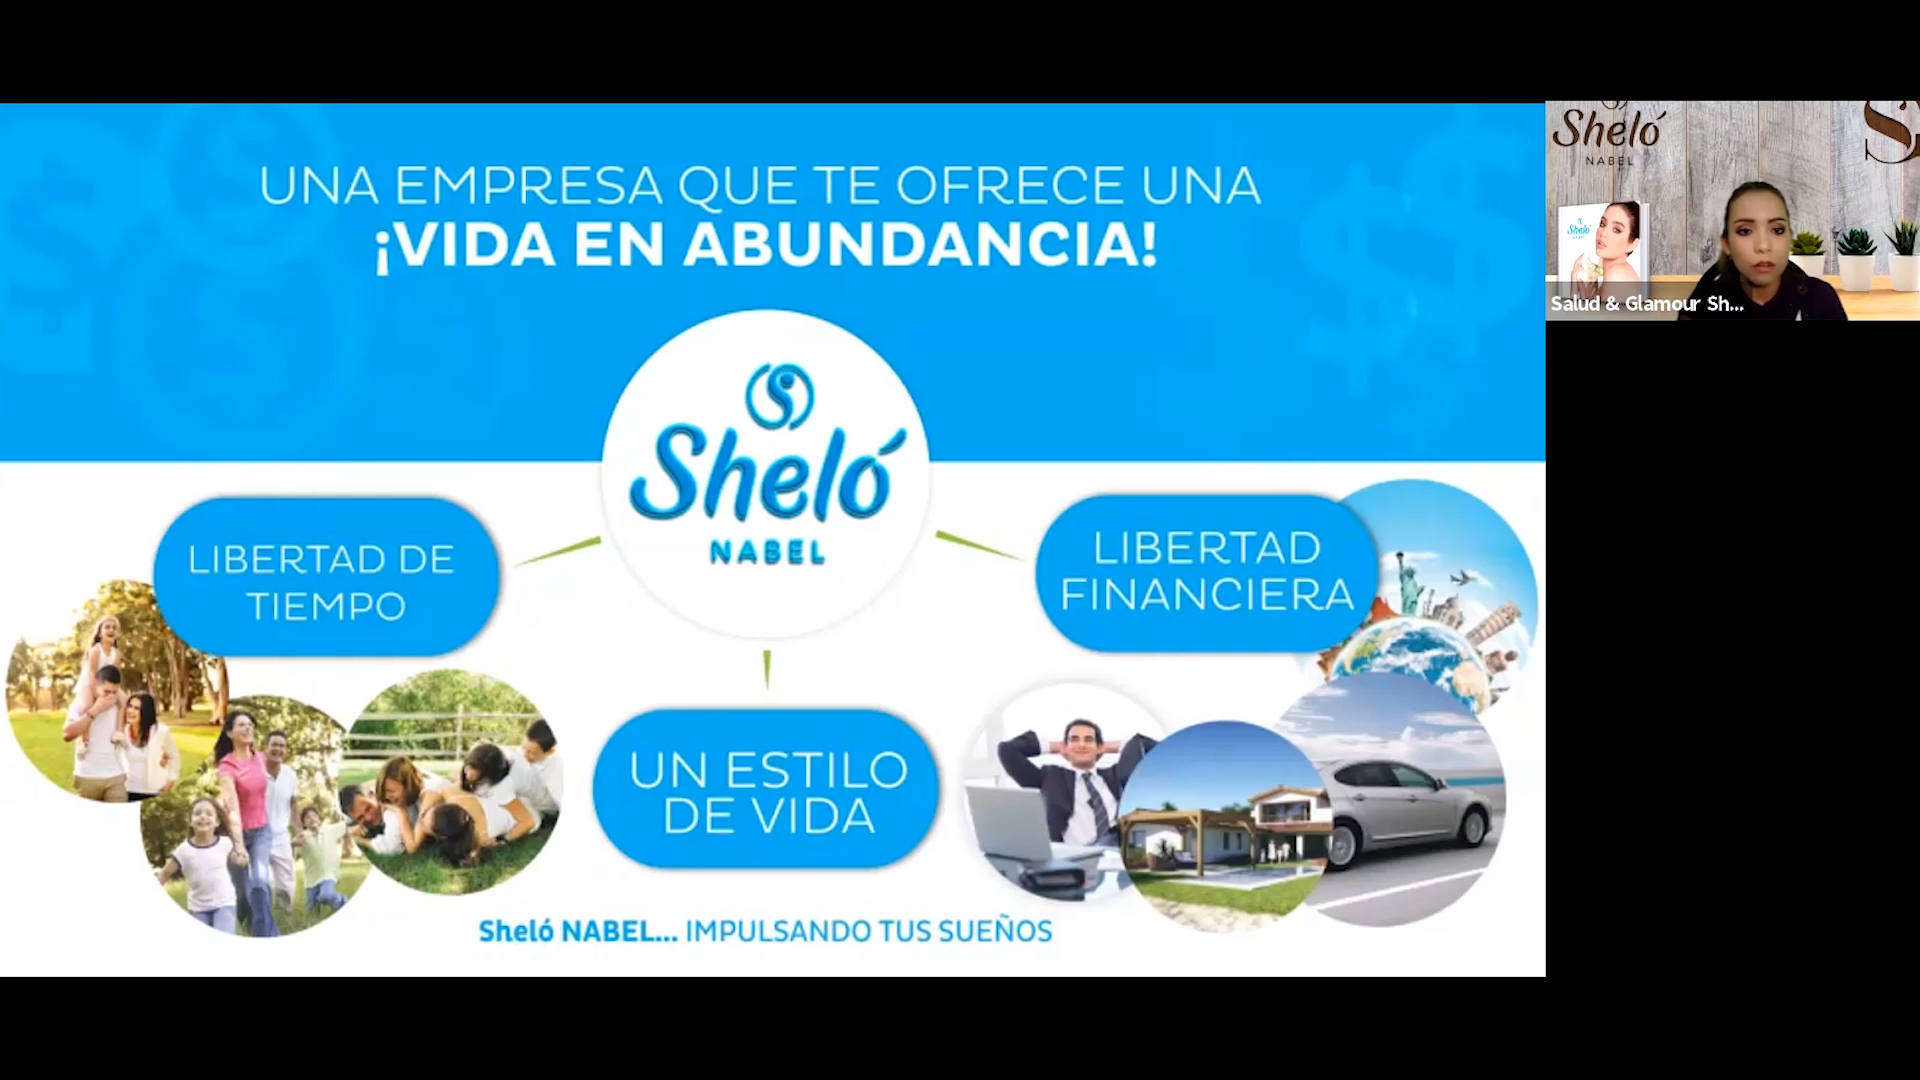 UNA EMPRESA QUE TE OFRECE UNA
¡VIDA EN ABUNDANCIA!
Sheló
NABEL
LIBERTAD DE
TIEMPO
LIBERTAD
FINANCIERA
UN ESTILO
DE VIDA
Sheló NABEL... IMPULSANDO TUS SUEÑOS
Sheló
NABEL
S
Sheló
Salud & Glamour Sh...